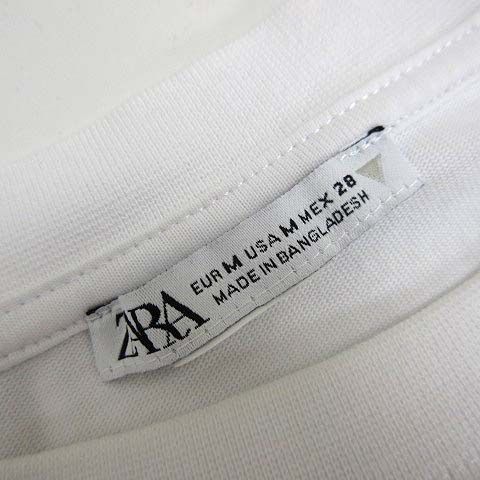 ZARA
EUR M USA M MEX 28
MADE IN BANGLADESH